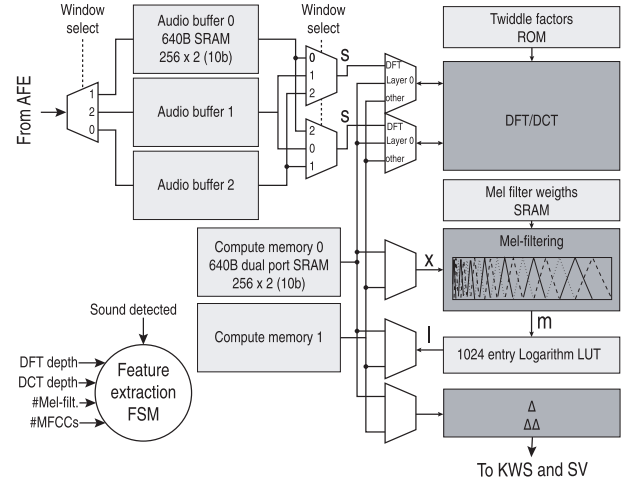 Window
select
Audio buffer 0
640B SRAM
256 x 2 (10b)
Window
select
Twiddle factors
ROM
From AFE
1
2
0
Audio buffer 1
Audio buffer 2
0
1
2
S
2
0
1
S
DFT
Layer 0
other
DFT
Layer 0
other
DFT/DCT
Mel filter weigths
SRAM
Compute memory 0
640B dual port SRAM
256 x 2 (10b)
X
Mel-filtering
m
Compute memory 1
l
1024 entry Logarithm LUT
Sound detected
DFT depth
DCT depth
#Mel-filt.
#MFCCs
Feature
extraction
FSM
Δ
ΔΔ
To KWS and SV